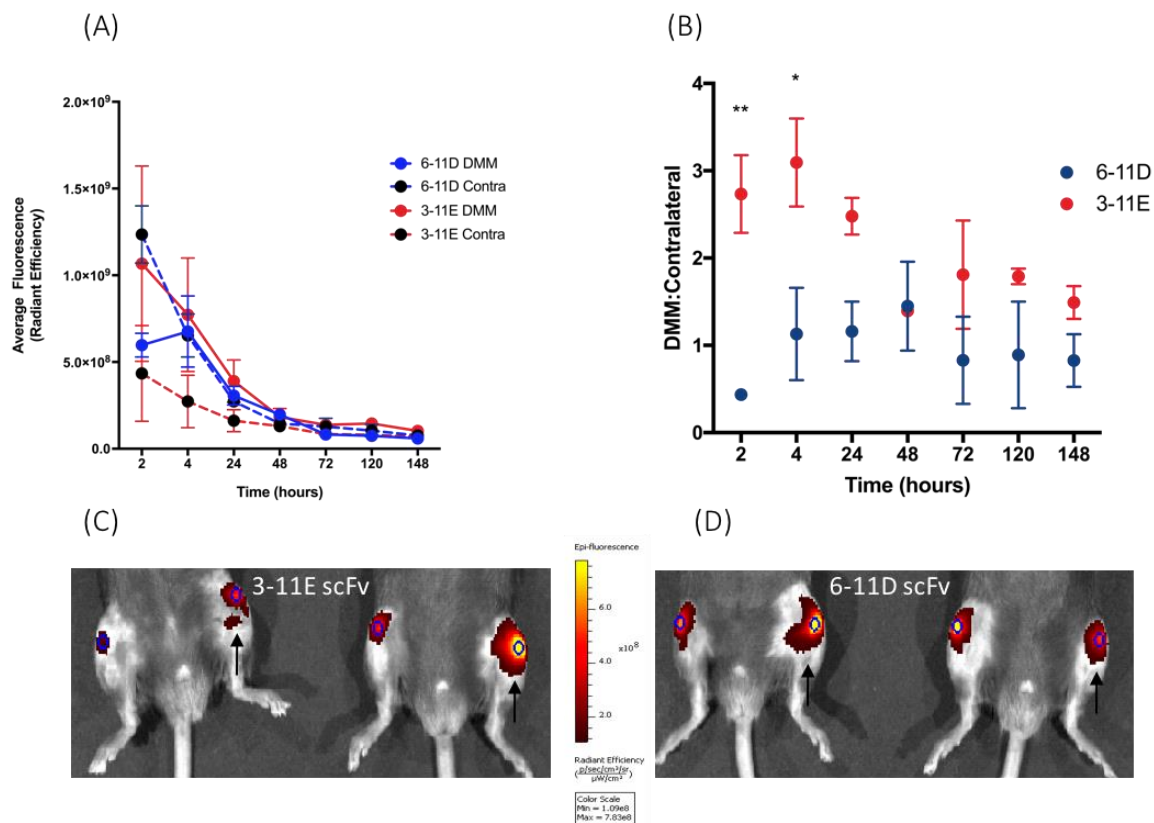 (A)
2.0×10⁹
1.5×10⁹
1.0×10⁹
5.0×10⁸
0.0
Average Fluorescence
(Radiant Efficiency)
2 4 24 48 72 120 148
Time (hours)
6-11D DMM
6-11D Contra
3-11E DMM
3-11E Contra
(B)
4
3
2
1
0
DMM:Contralateral
** *
2 4 24 48 72 120 148
Time (hours)
6-11D
3-11E
(C)
3-11E scFv
Epi-fluorescence
6.0
4.0
2.0
×10⁸
Radiant Efficiency
(p/sec/cm²/sr
µW/cm²)
Color Scale
Min = 1.09e8
Max = 7.83e8
(D)
6-11D scFv